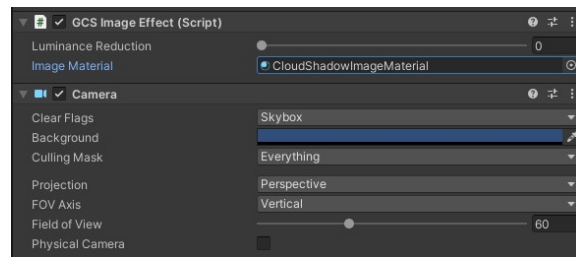 GCS Image Effect (Script)
Luminance Reduction 0
Image Material CloudShadowImageMaterial
Camera
Clear Flags Skybox
Background
Culling Mask Everything
Projection Perspective
FOV Axis Vertical
Field of View 60
Physical Camera